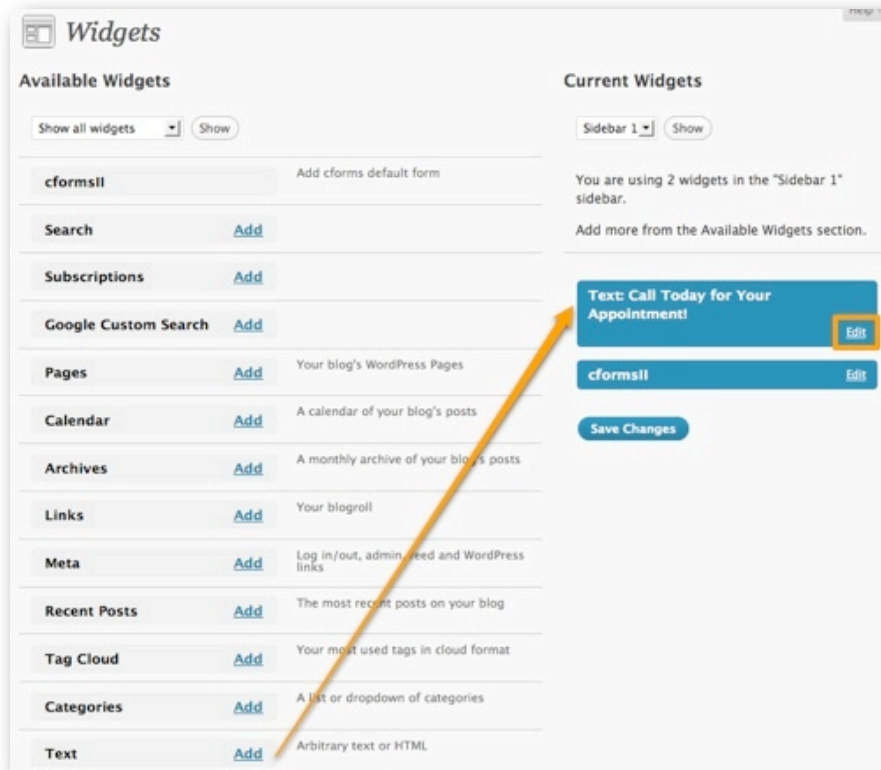 Help
Widgets
Available Widgets
Current Widgets
Show all widgets Show
Sidebar 1 Show
cformsII Add cforms default form
You are using 2 widgets in the "Sidebar 1"
sidebar.
Search Add
Add more from the Available Widgets section.
Subscriptions Add
Text: Call Today for Your
Appointment!
Edit
Google Custom Search Add
Pages Add Your blog's WordPress Pages
cformsII Edit
Calendar Add A calendar of your blog's posts
Save Changes
Archives Add A monthly archive of your blog's posts
Links Add Your blogroll
Meta Add Log in/out, admin, feed and WordPress
links
Recent Posts Add The most recent posts on your blog
Tag Cloud Add Your most used tags in cloud format
Categories Add A list or dropdown of categories
Text Add Arbitrary text or HTML